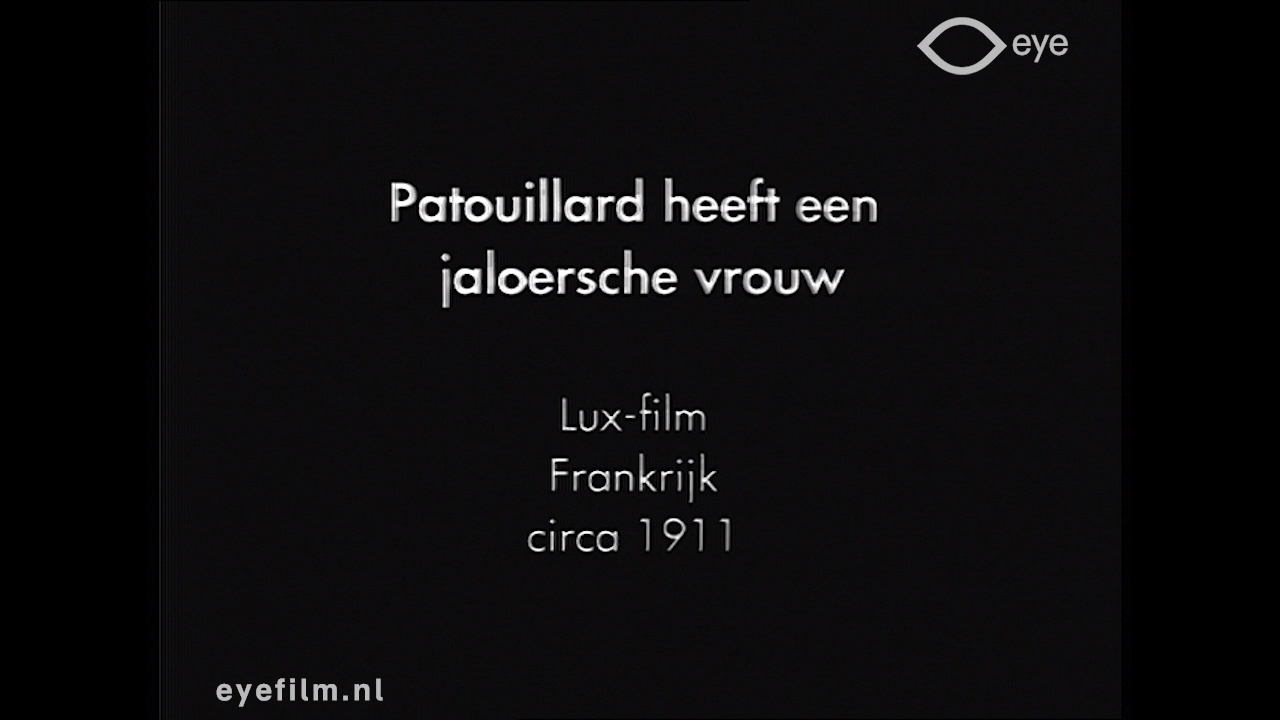 eye
Patouillard heeft een
jaloersche vrouw
Lux-film
Frankrijk
circa 1911
eyefilm.nl